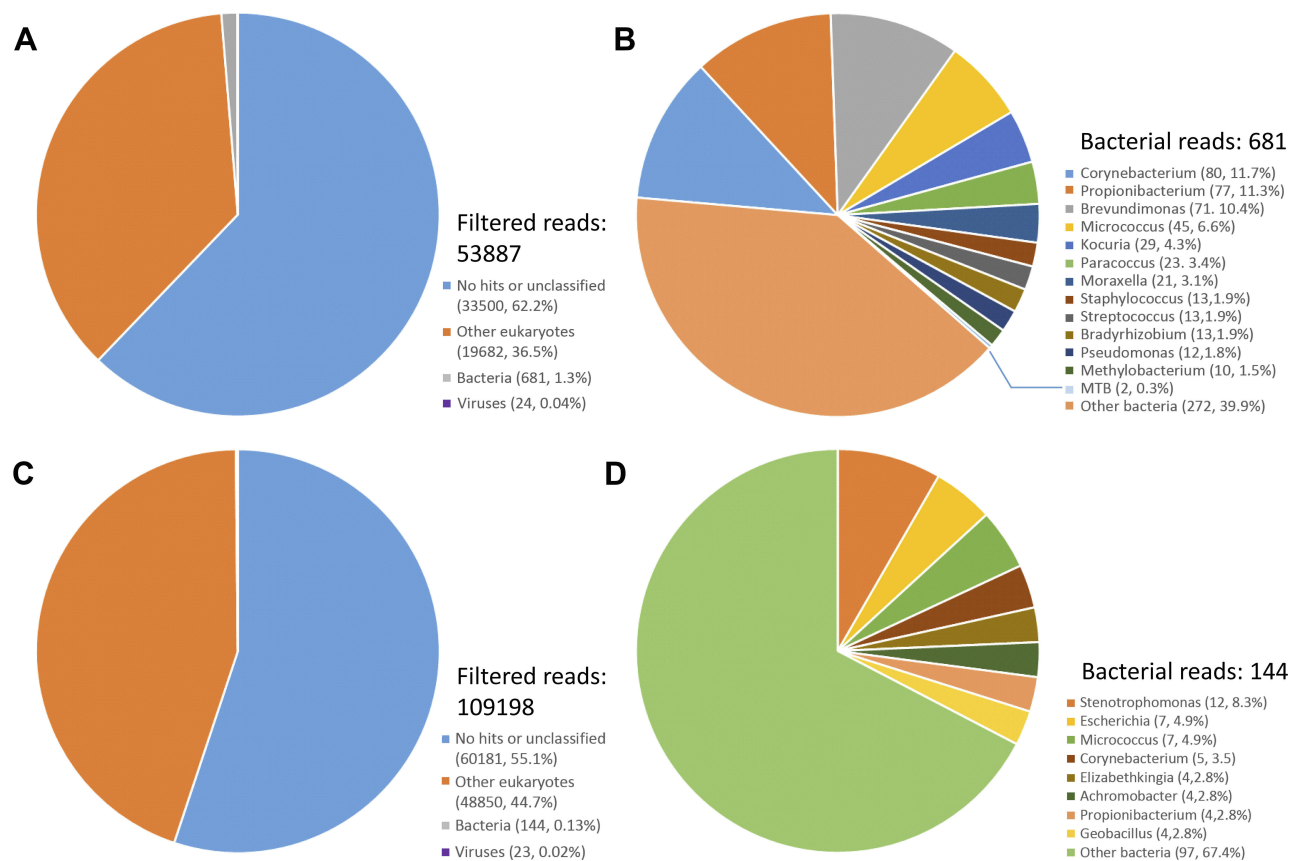 A
Filtered reads:
53887
No hits or unclassified
(33500, 62.2%)
Other eukaryotes
(19682, 36.5%)
Bacteria (681, 1.3%)
Viruses (24, 0.04%)
B
Bacterial reads: 681
Corynebacterium (80, 11.7%)
Propionibacterium (77, 11.3%)
Brevundimonas (71. 10.4%)
Micrococcus (45, 6.6%)
Kocuria (29, 4.3%)
Paracoccus (23. 3.4%)
Moraxella (21, 3.1%)
Staphylococcus (13,1.9%)
Streptococcus (13,1.9%)
Bradyrhizobium (13,1.9%)
Pseudomonas (12,1.8%)
Methylobacterium (10, 1.5%)
MTB (2, 0.3%)
Other bacteria (272, 39.9%)
C
Filtered reads:
109198
No hits or unclassified
(60181, 55.1%)
Other eukaryotes
(48850, 44.7%)
Bacteria (144, 0.13%)
Viruses (23, 0.02%)
D
Bacterial reads: 144
Stenotrophomonas (12, 8.3%)
Escherichia (7, 4.9%)
Micrococcus (7, 4.9%)
Corynebacterium (5, 3.5)
Elizabethkingia (4,2.8%)
Achromobacter (4,2.8%)
Propionibacterium (4,2.8%)
Geobacillus (4,2.8%)
Other bacteria (97, 67.4%)